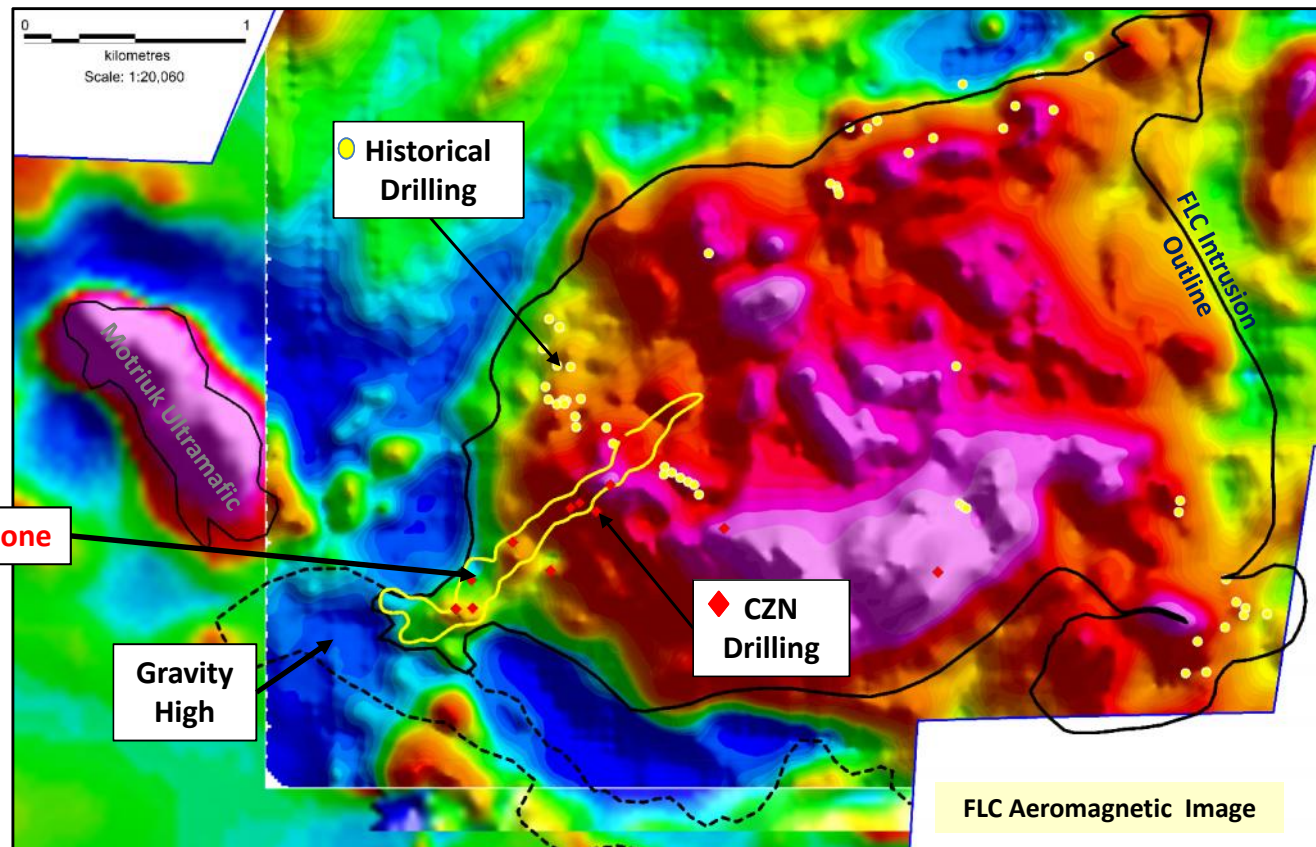 0 1
kilometres
Scale: 1:20,060
Historical
Drilling
FLC Intrusion
Outline
Motriuk Ultramafic
one
CZN
Drilling
Gravity
High
FLC Aeromagnetic Image